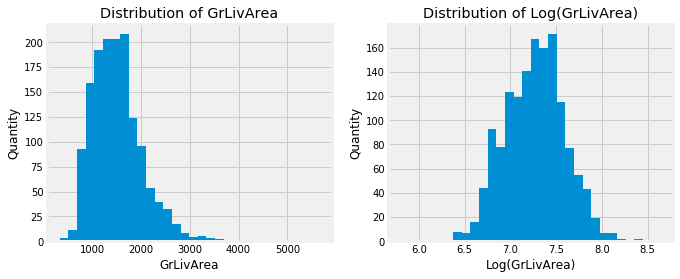 Distribution of GrLivArea
Quantity
200
175
150
125
100
75
50
25
0
1000 2000 3000 4000 5000
GrLivArea
Distribution of Log(GrLivArea)
Quantity
160
140
120
100
80
60
40
20
0
6.0 6.5 7.0 7.5 8.0 8.5
Log(GrLivArea)